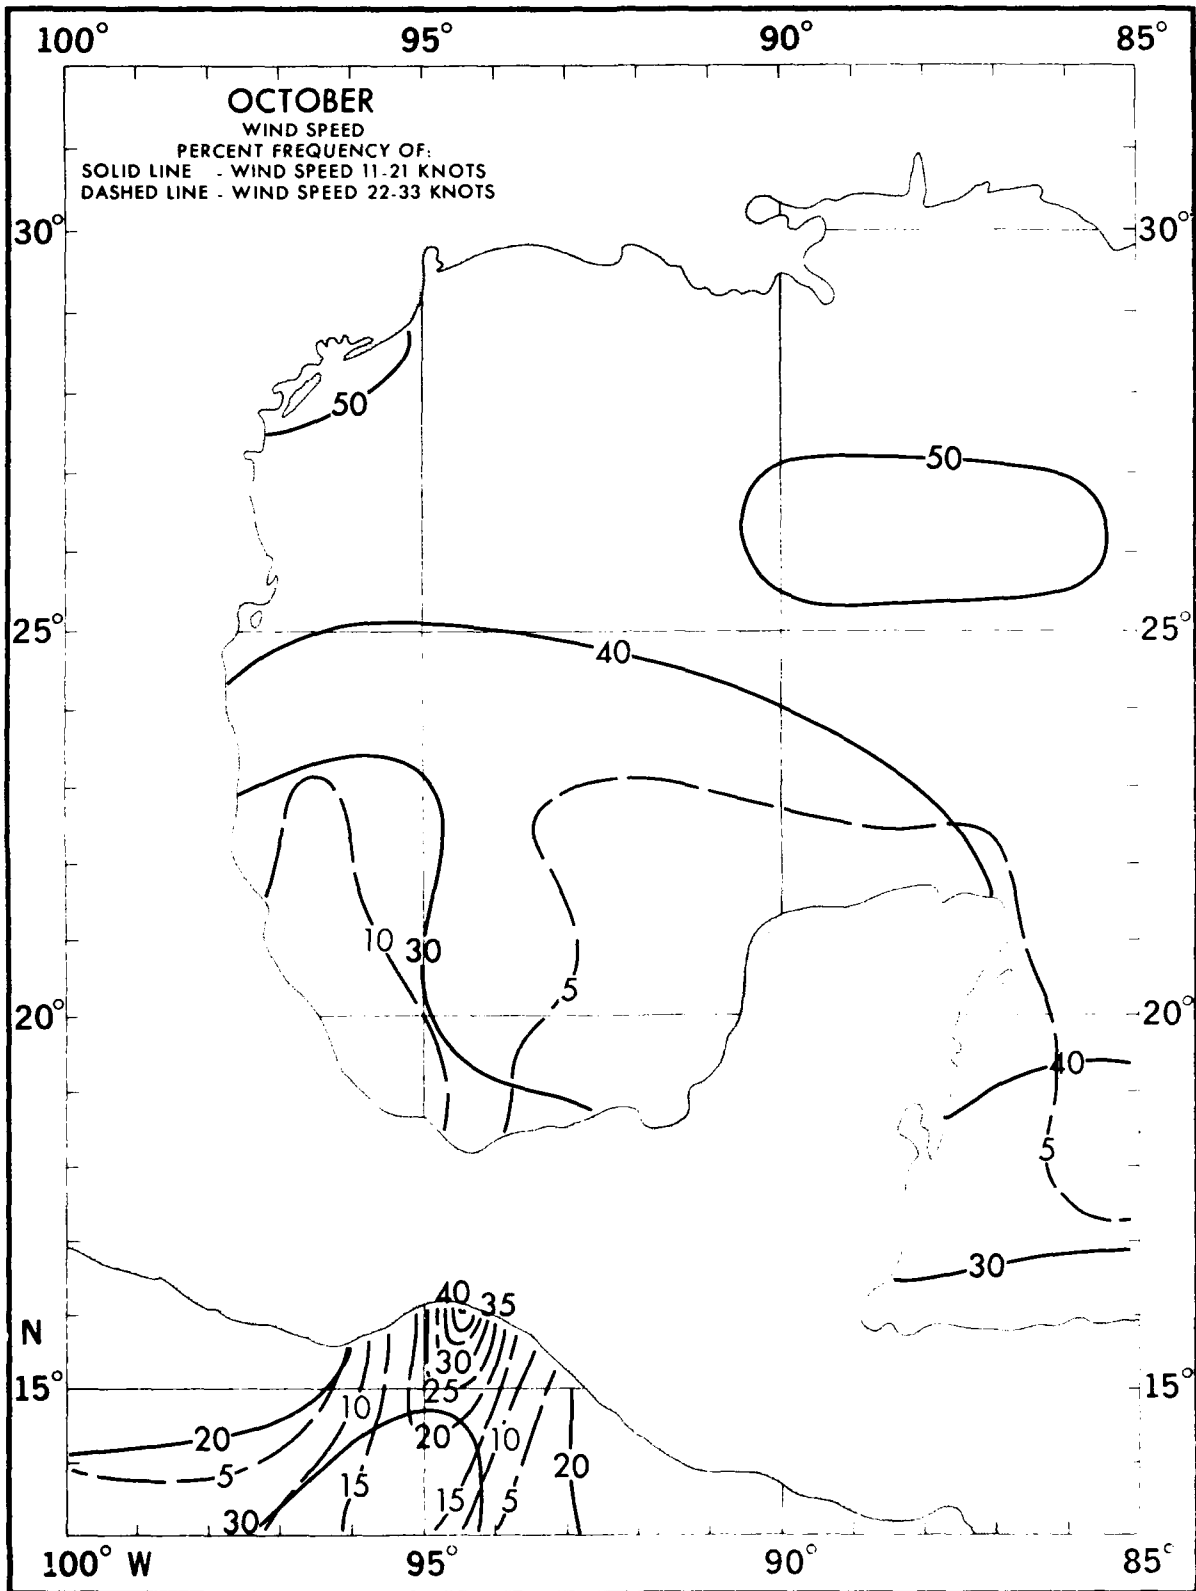 100° 95° 90° 85°
OCTOBER
WIND SPEED
PERCENT FREQUENCY OF:
SOLID LINE - WIND SPEED 11-21 KNOTS
DASHED LINE - WIND SPEED 22-33 KNOTS
30° 30°
50
50
25° 25°
40
10 30
5
20° 20°
40
5
30
40 35
N
30
15° 25 15°
10
20 20 10
20
5 15 15 5
30
100° W 95° 90° 85°